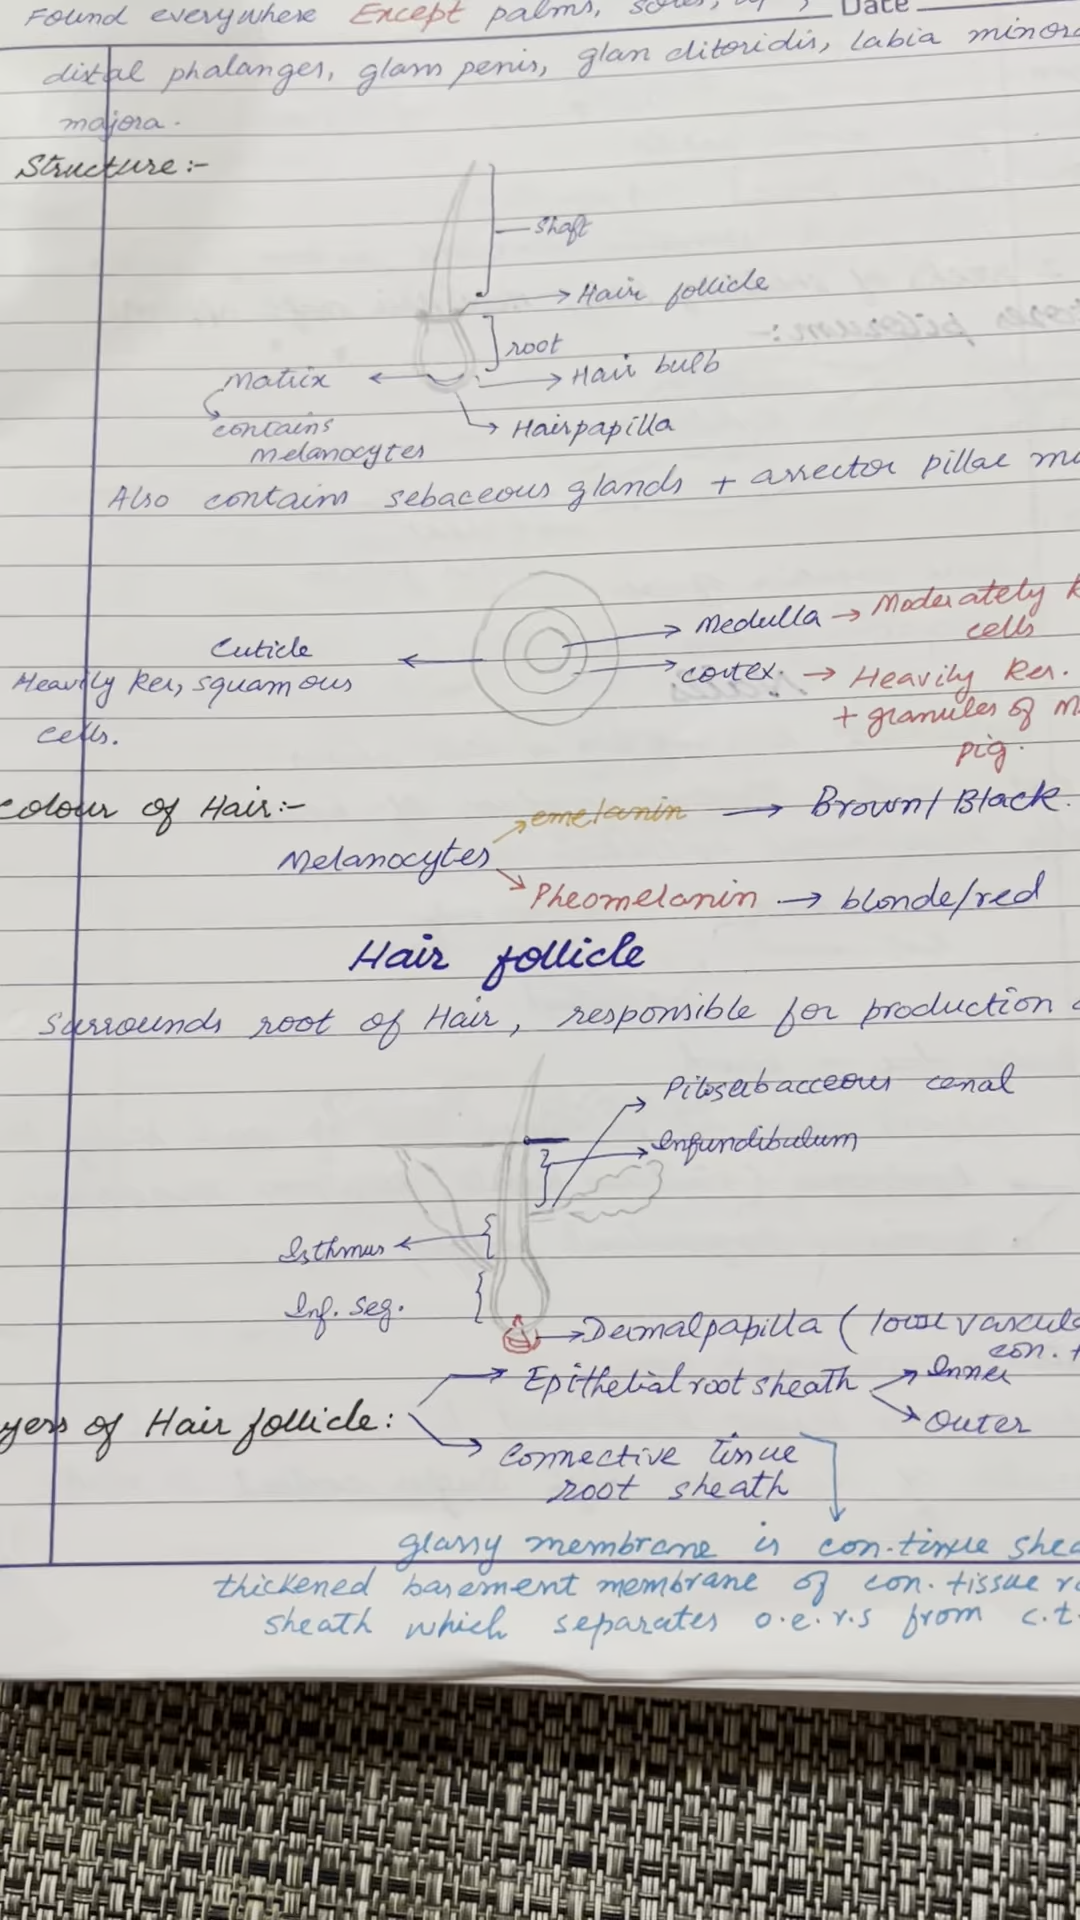 Found everywhere Except palms, soles, Date
distal phalanges, glans penis, glan clitoridis, labia minora
majora.
Structure:-
shaft
Hair follicle
root
Matrix
Hair bulb
contains
melanocytes
Hairpapilla
Also contains sebaceous glands + arrector pillae
Medulla → Moderately
cells
Cuticle
cortex. → Heavily ker.
Heavily ker, squamous
+ granules of
cells.
pig.
colour of Hair:-
emelanin → Brown/Black.
Melanocytes
Pheomelanin → blonde/red
Hair follicle
Surrounds root of Hair, responsible for production
Pilosebacceous canal
Infundibulum
Isthmus
Inf. Seg.
Dermalpapilla (
con.
Epithelial root sheath
Inner
Outer
of Hair follicle:
Connective tissue
root sheath
glassy membrane is con.tissue
thickened basement membrane of con. tissue
sheath which separates o.e.r.s from c.t.